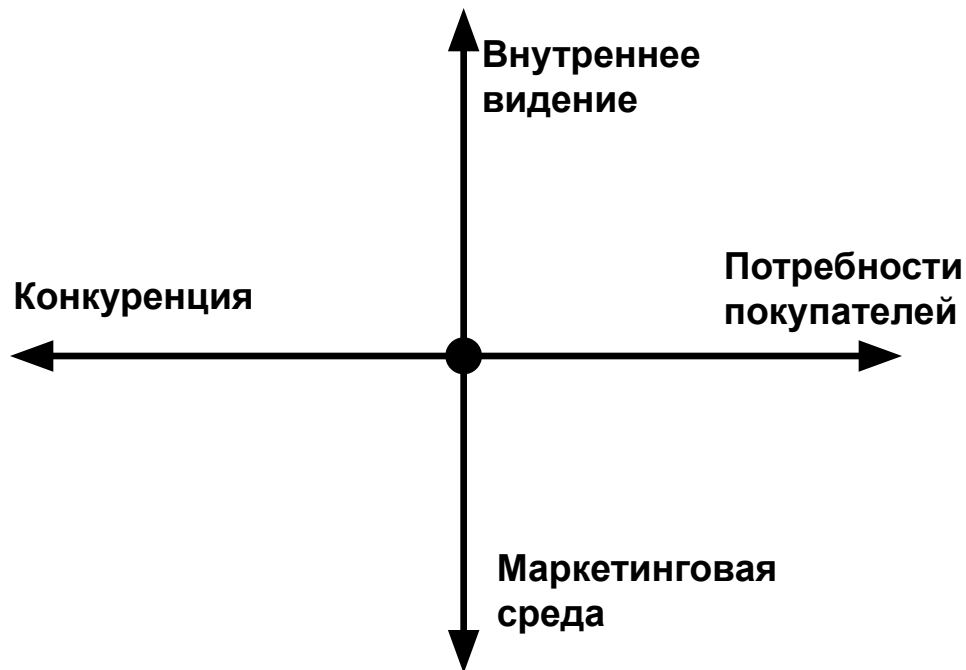 Внутреннее
видение
Конкуренция
Потребности
покупателей
Маркетинговая
среда